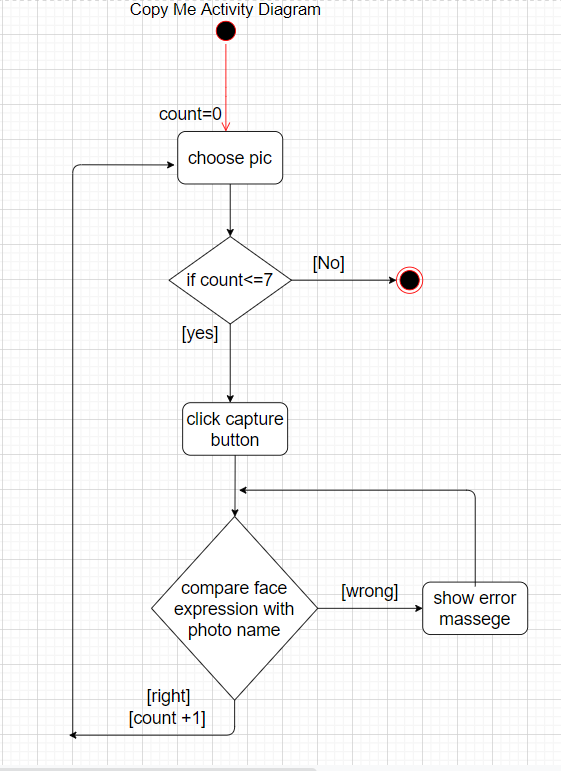 Copy Me Activity Diagram
count=0
choose pic
if count<=7
[No]
[yes]
click capture
button
compare face
expression with
photo name
[wrong]
show error
massege
[right]
[count +1]